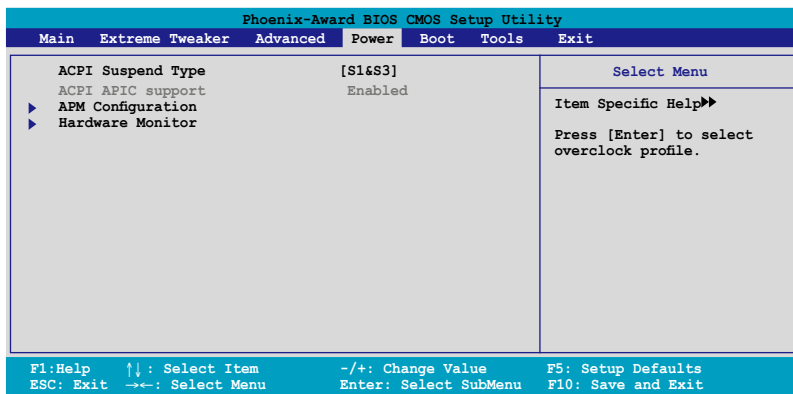 Phoenix-Award BIOS CMOS Setup Utility
Main Extreme Tweaker Advanced Power Boot Tools Exit
ACPI Suspend Type [S1&S3]
ACPI APIC support Enabled
APM Configuration
Hardware Monitor
Select Menu
Item Specific Help
Press [Enter] to select
overclock profile.
F1:Help ↑↓ : Select Item -/+: Change Value F5: Setup Defaults
ESC: Exit →←: Select Menu Enter: Select SubMenu F10: Save and Exit